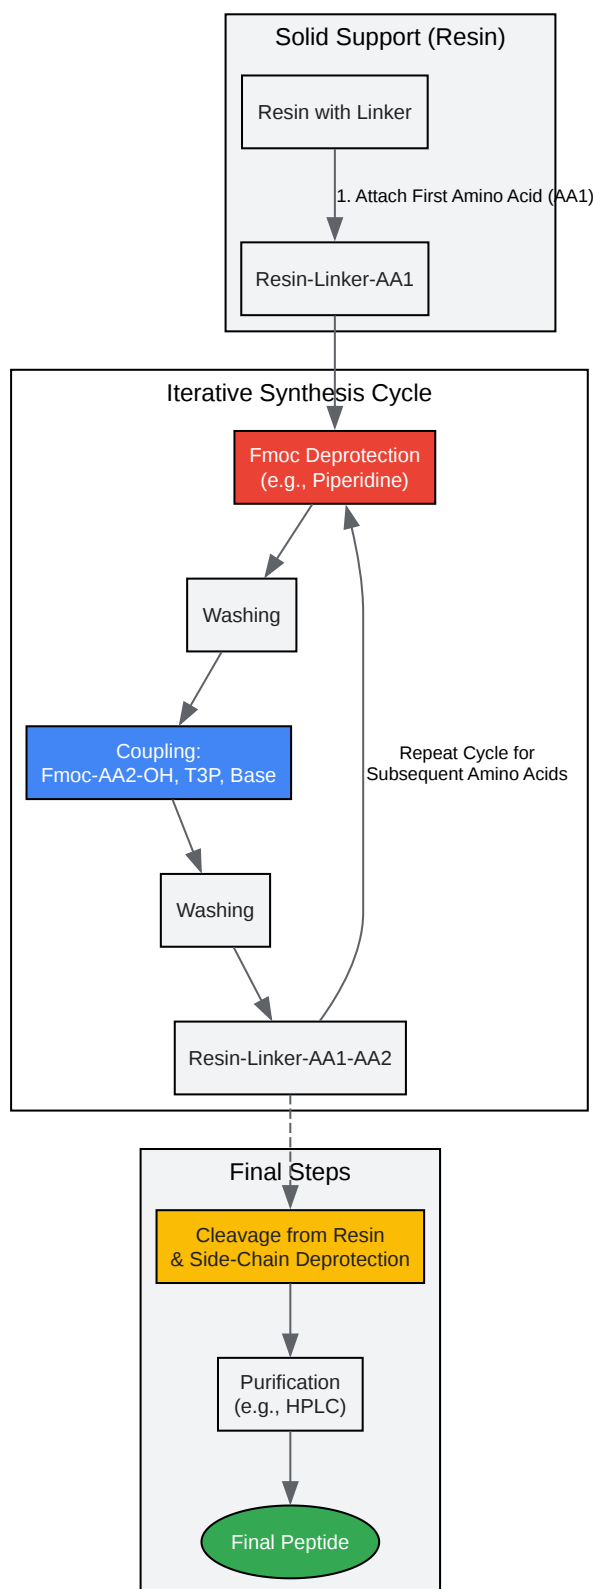 Solid Support (Resin)
Resin with Linker
1. Attach First Amino Acid (AA1)
Resin-Linker-AA1
Iterative Synthesis Cycle
Fmoc Deprotection
(e.g., Piperidine)
Washing
Coupling:
Fmoc-AA2-OH, T3P, Base
Repeat Cycle for
Subsequent Amino Acids
Washing
Resin-Linker-AA1-AA2
Final Steps
Cleavage from Resin
& Side-Chain Deprotection
Purification
(e.g., HPLC)
Final Peptide